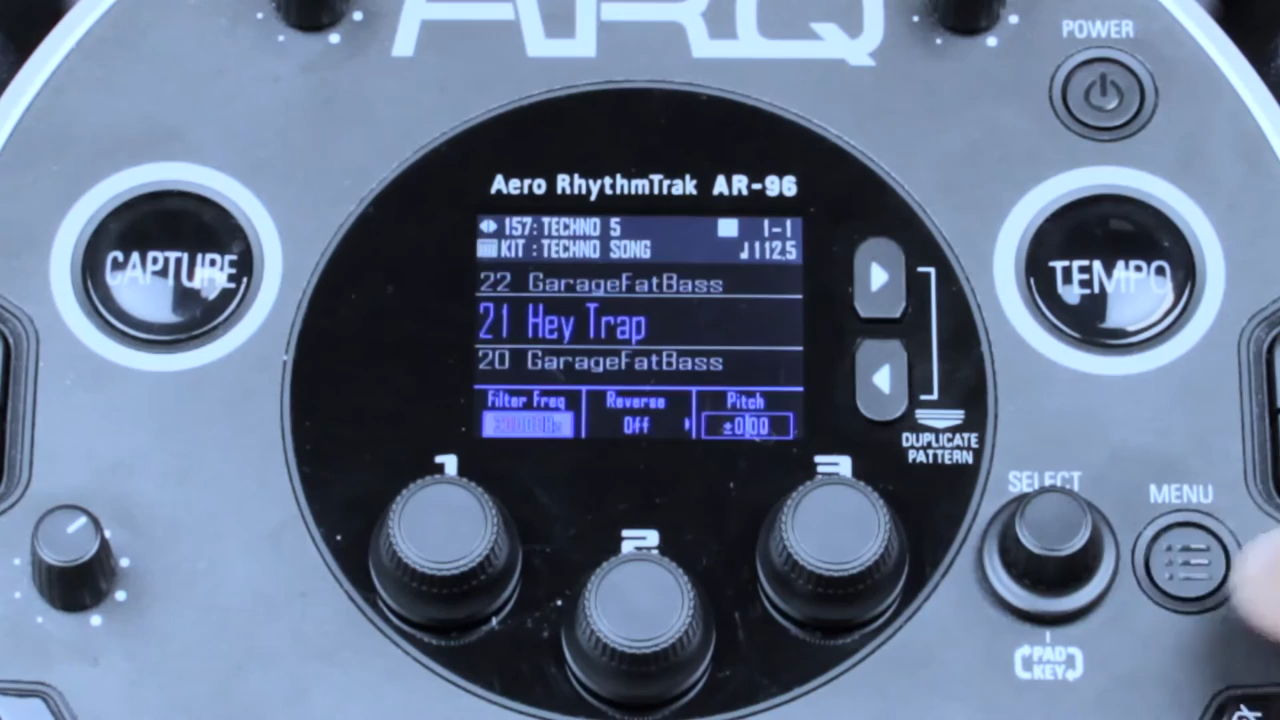 ARQ
POWER
Aero RhythmTrak AR-96
157: TECHNO 5 1-1
KIT : TECHNO SONG ♩112.5
CAPTURE
TEMPO
22 GarageFatBass
21 Hey Trap
20 GarageFatBass
Filter Freq Reverse Pitch
Off ±0.00
DUPLICATE
PATTERN
1 2 3
SELECT
MENU
PAD
KEY